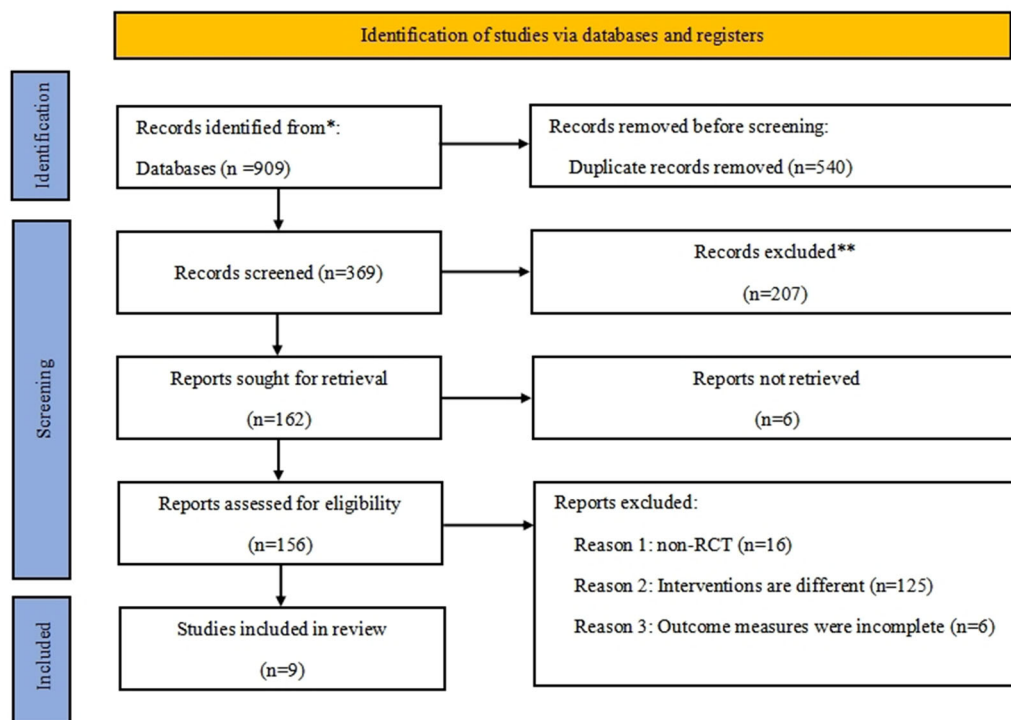 Identification of studies via databases and registers
Identification
Records identified from*:
Databases (n =909)
Records removed before screening:
Duplicate records removed (n=540)
Screening
Records screened (n=369)
Records excluded**
(n=207)
Reports sought for retrieval
(n=162)
Reports not retrieved
(n=6)
Reports assessed for eligibility
(n=156)
Reports excluded:
Reason 1: non-RCT (n=16)
Reason 2: Interventions are different (n=125)
Reason 3: Outcome measures were incomplete (n=6)
Included
Studies included in review
(n=9)